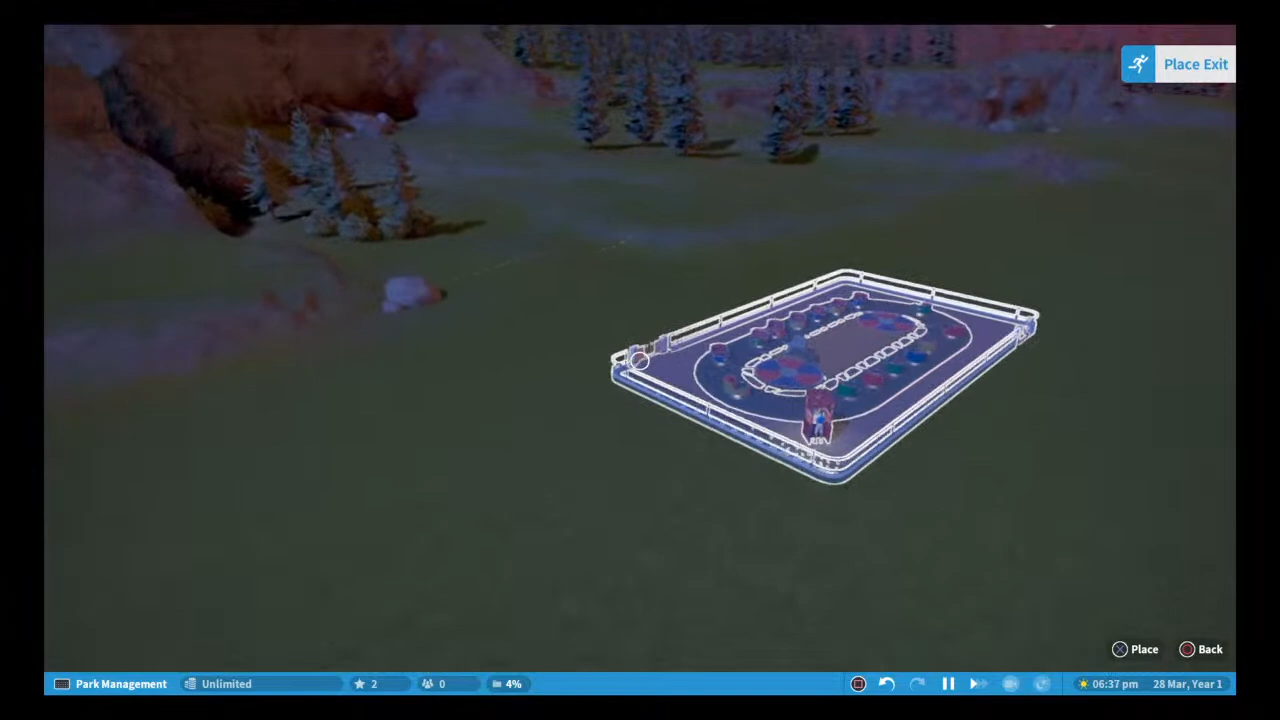 Place Exit
Place
Back
Park Management
Unlimited
2
0
4%
06:37 pm
28 Mar, Year 1